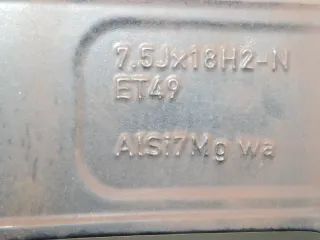 7.5Jx18H2-N
ET49
AlSi7Mg wa